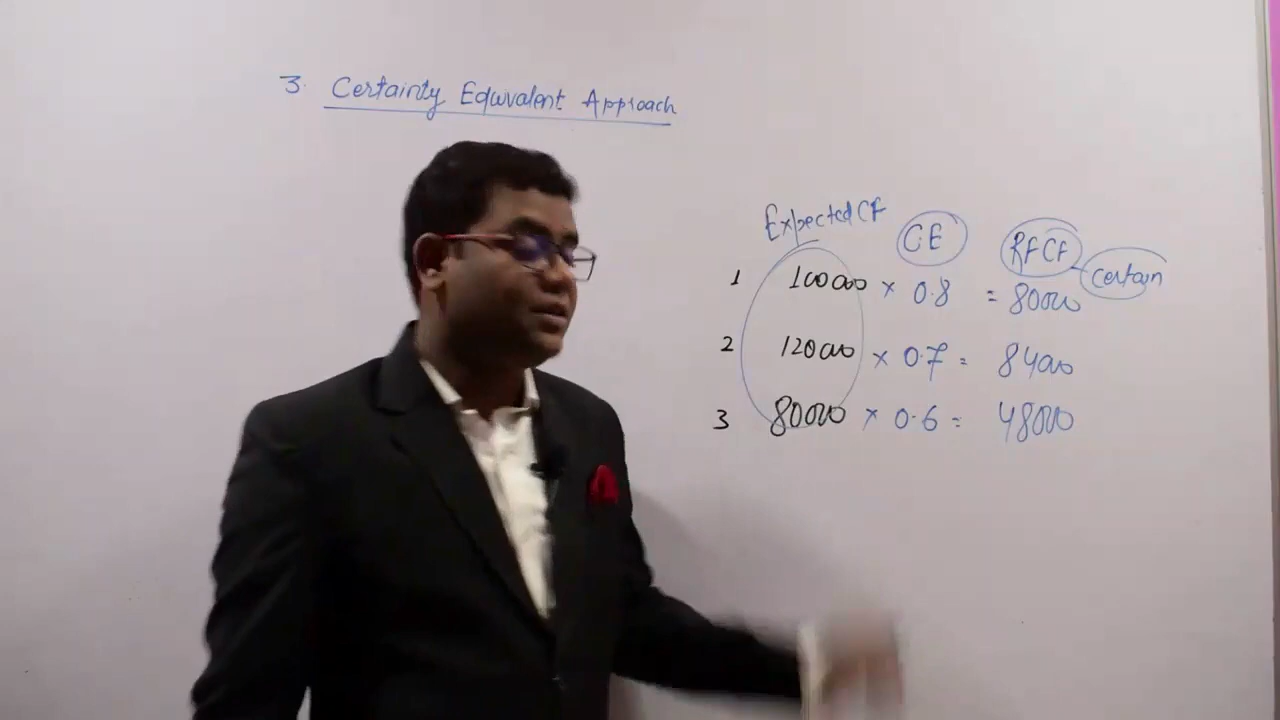 3. Certainty Equivalent Approach
Expected CF CE RFCF certain
1 100000 × 0.8 = 80000
2 120000 × 0.7 = 84000
3 80000 × 0.6 = 48000